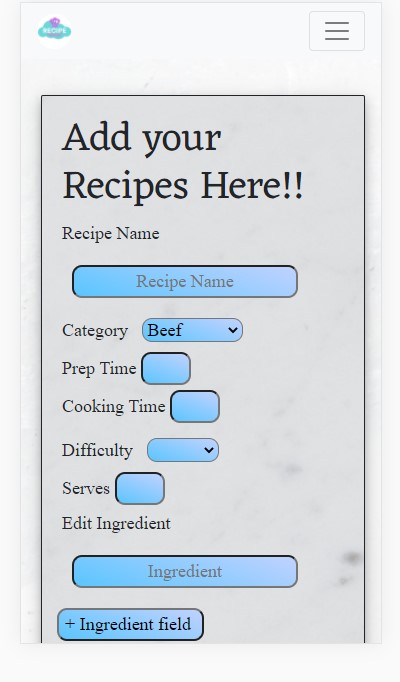 RECIPE
Add your
Recipes Here!!
Recipe Name
Recipe Name
Category Beef
Prep Time
Cooking Time
Difficulty
Serves
Edit Ingredient
Ingredient
+ Ingredient field